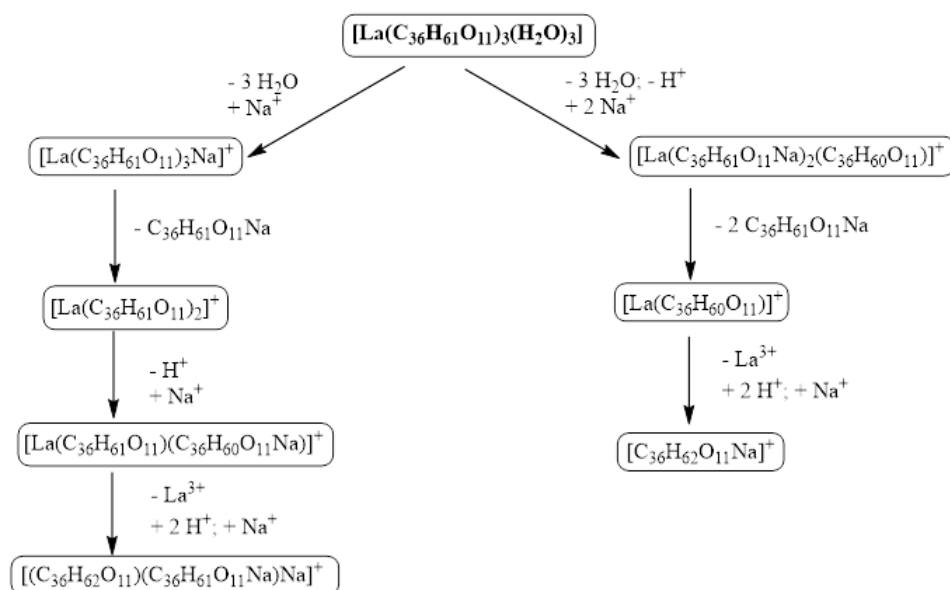 [La(C₃₆H₆₁O₁₁)₃(H₂O)₃]
- 3 H₂O
+ Na⁺
- 3 H₂O; - H⁺
+ 2 Na⁺
[La(C₃₆H₆₁O₁₁)₃Na]⁺
[La(C₃₆H₆₁O₁₁Na)₂(C₃₆H₆₀O₁₁)]⁺
- C₃₆H₆₁O₁₁Na
- 2 C₃₆H₆₁O₁₁Na
[La(C₃₆H₆₁O₁₁)₂]⁺
[La(C₃₆H₆₀O₁₁)]⁺
- H⁺
+ Na⁺
- La³⁺
+ 2 H⁺; + Na⁺
[La(C₃₆H₆₁O₁₁)(C₃₆H₆₀O₁₁Na)]⁺
[C₃₆H₆₂O₁₁Na]⁺
- La³⁺
+ 2 H⁺; + Na⁺
[(C₃₆H₆₂O₁₁)(C₃₆H₆₁O₁₁Na)Na]⁺